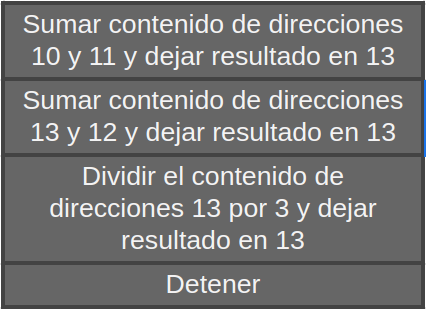 Sumar contenido de direcciones
10 y 11 y dejar resultado en 13
Sumar contenido de direcciones
13 y 12 y dejar resultado en 13
Dividir el contenido de
direcciones 13 por 3 y dejar
resultado en 13
Detener